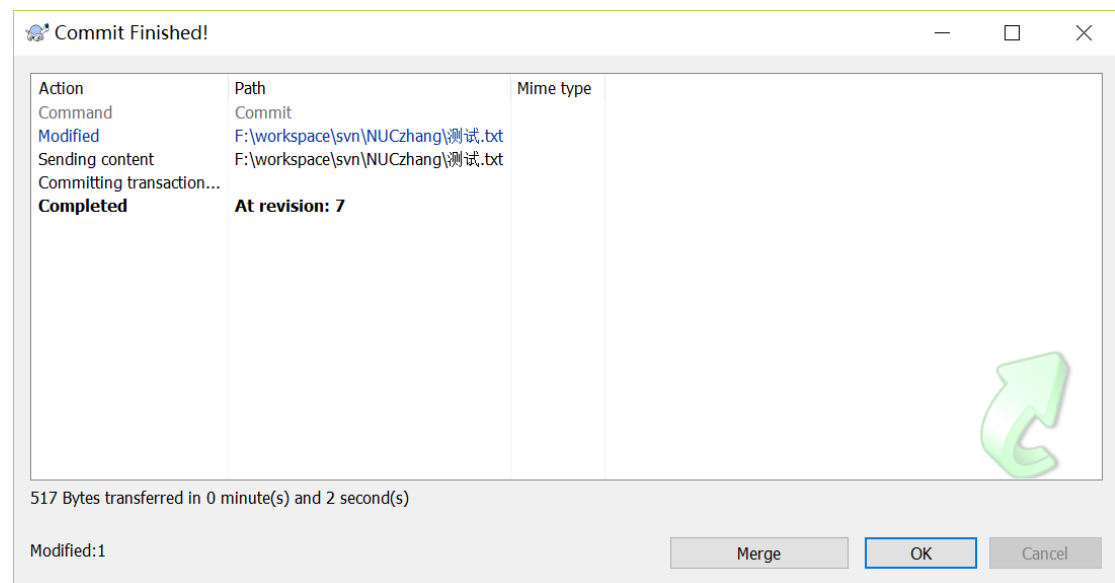 Commit Finished!
Action Path Mime type
Command Commit
Modified F:\workspace\svn\NUCzhang\测试.txt
Sending content F:\workspace\svn\NUCzhang\测试.txt
Committing transaction...
Completed At revision: 7
517 Bytes transferred in 0 minute(s) and 2 second(s)
Modified:1 Merge OK Cancel